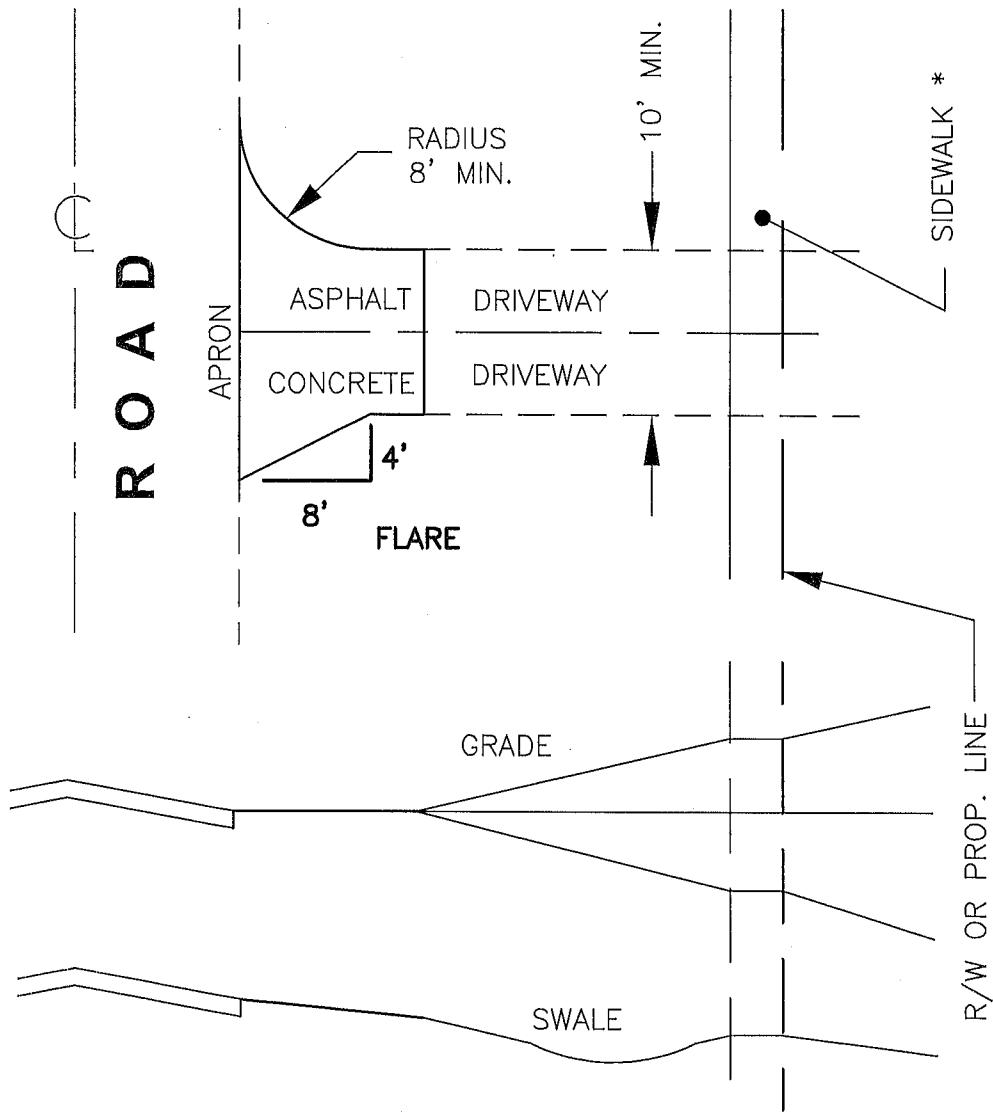 ℄
ROAD
RADIUS
8' MIN.
10' MIN.
SIDEWALK *
APRON
ASPHALT
DRIVEWAY
CONCRETE
DRIVEWAY
4'
8'
FLARE
GRADE
R/W OR PROP. LINE
SWALE